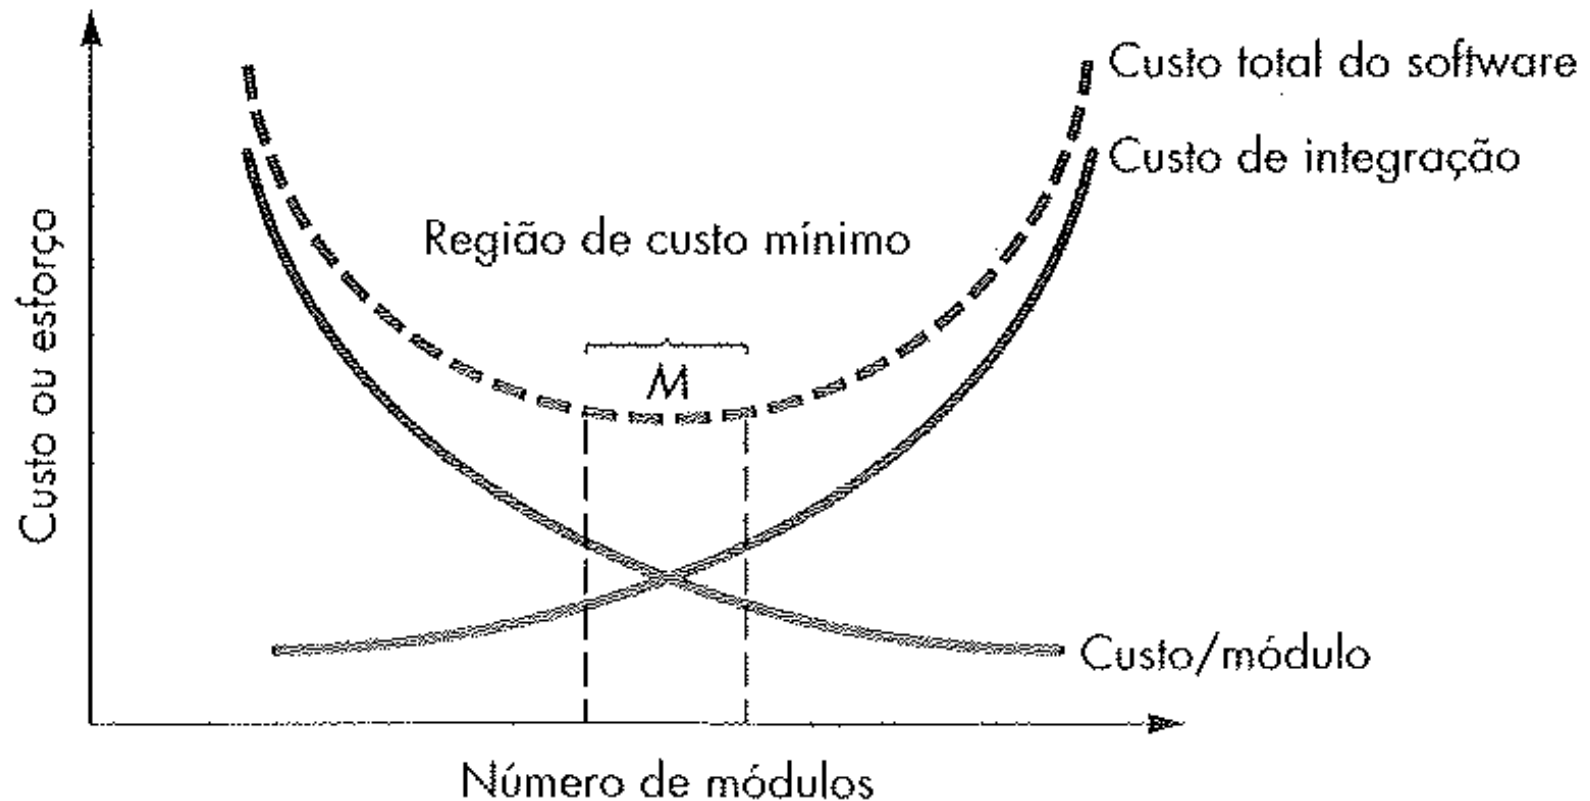 Custo total do software
Custo de integração
Região de custo mínimo
M
Custo ou esforço
Custo/módulo
Número de módulos